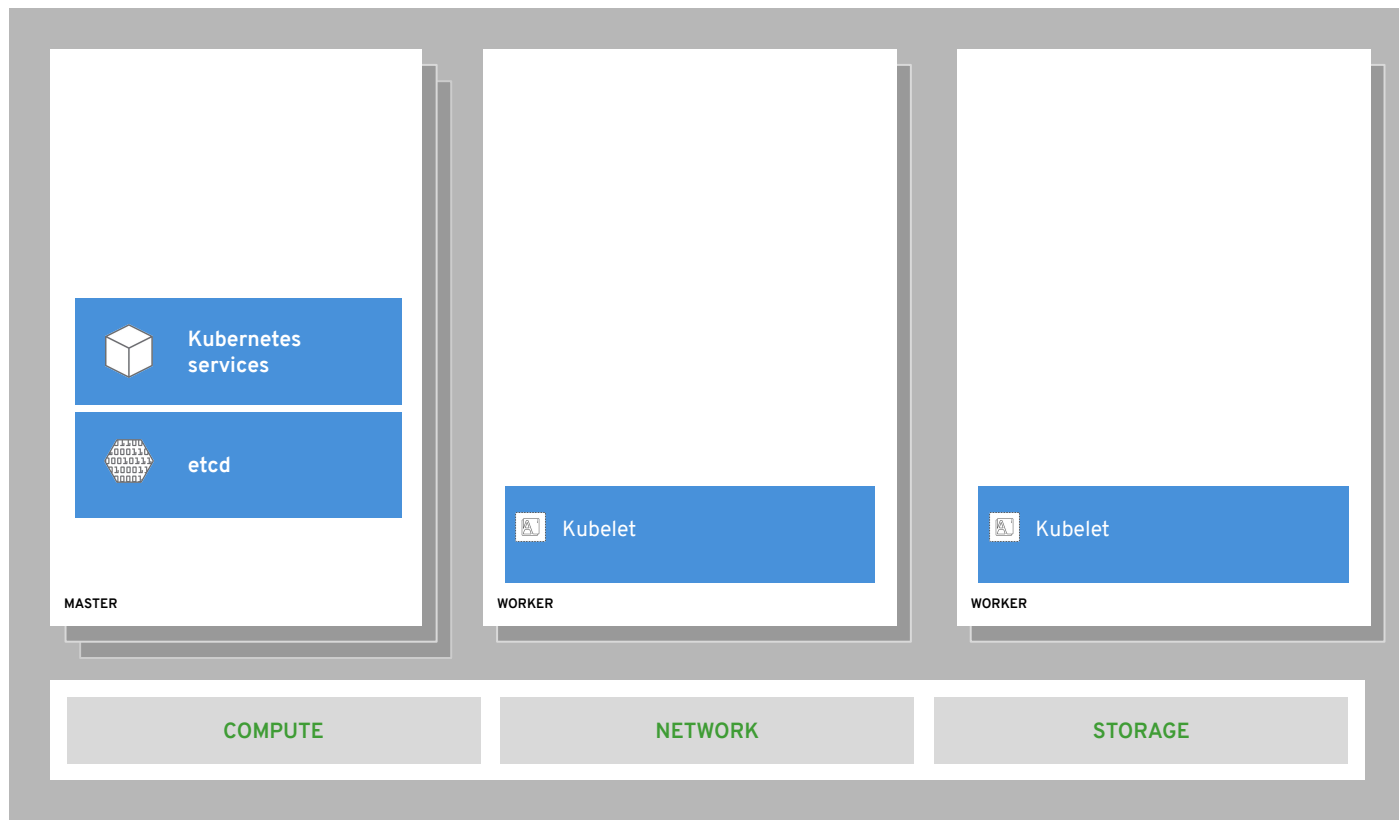 Kubernetes
services
etcd
Kubelet
Kubelet
MASTER
WORKER
WORKER
COMPUTE
NETWORK
STORAGE